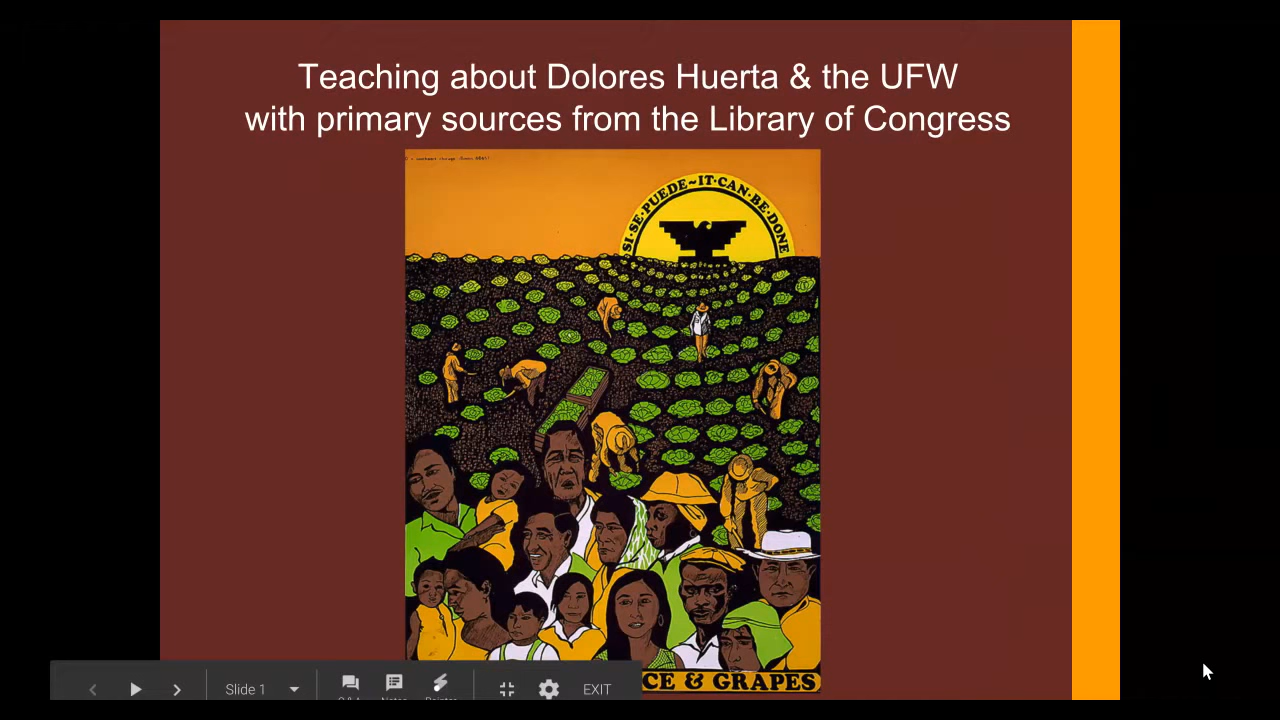 Teaching about Dolores Huerta & the UFW
with primary sources from the Library of Congress
SI·SE·PUEDE~IT·CAN·BE·DONE
CE & GRAPES
Slide 1
EXIT